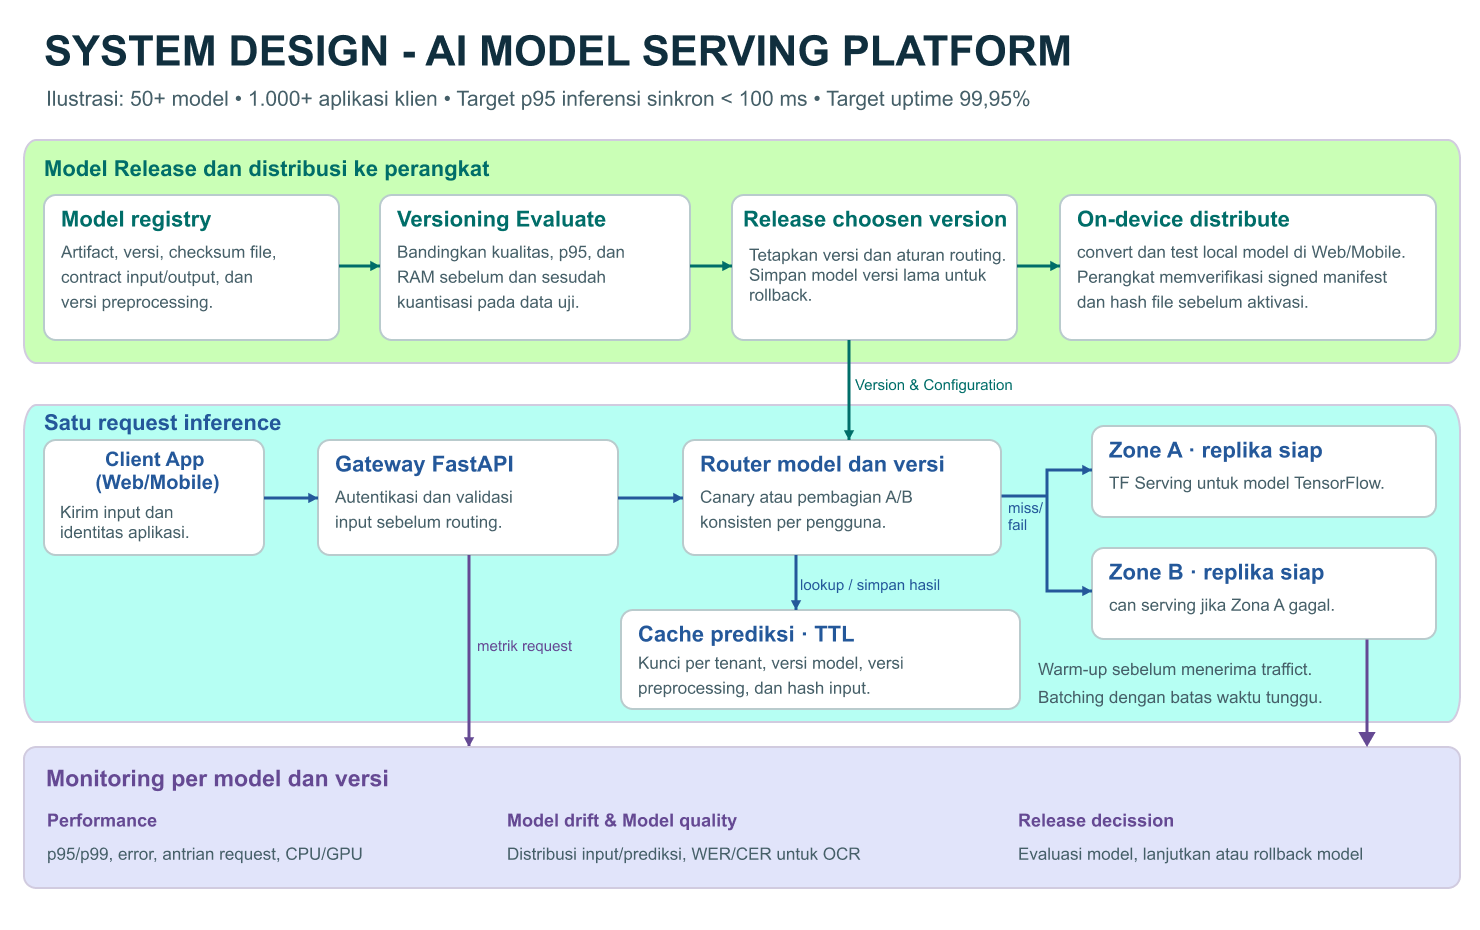 SYSTEM DESIGN - AI MODEL SERVING PLATFORM
Ilustrasi: 50+ model • 1.000+ aplikasi klien • Target p95 inferensi sinkron < 100 ms • Target uptime 99,95%
Model Release dan distribusi ke perangkat
Model registry
Artifact, versi, checksum file,
contract input/output, dan
versi preprocessing.
Versioning Evaluate
Bandingkan kualitas, p95, dan
RAM sebelum dan sesudah
kuantisasi pada data uji.
Release choosen version
Tetapkan versi dan aturan routing.
Simpan model versi lama untuk
rollback.
On-device distribute
convert dan test local model di Web/Mobile.
Perangkat memverifikasi signed manifest
dan hash file sebelum aktivasi.
Version & Configuration
Satu request inference
Client App
(Web/Mobile)
Kirim input dan
identitas aplikasi.
Gateway FastAPI
Autentikasi dan validasi
input sebelum routing.
Router model dan versi
Canary atau pembagian A/B
konsisten per pengguna.
miss/
fail
Zone A · replika siap
TF Serving untuk model TensorFlow.
Zone B · replika siap
can serving jika Zona A gagal.
lookup / simpan hasil
metrik request
Cache prediksi · TTL
Kunci per tenant, versi model, versi
preprocessing, dan hash input.
Warm-up sebelum menerima traffict.
Batching dengan batas waktu tunggu.
Monitoring per model dan versi
Performance
p95/p99, error, antrian request, CPU/GPU
Model drift & Model quality
Distribusi input/prediksi, WER/CER untuk OCR
Release decission
Evaluasi model, lanjutkan atau rollback model